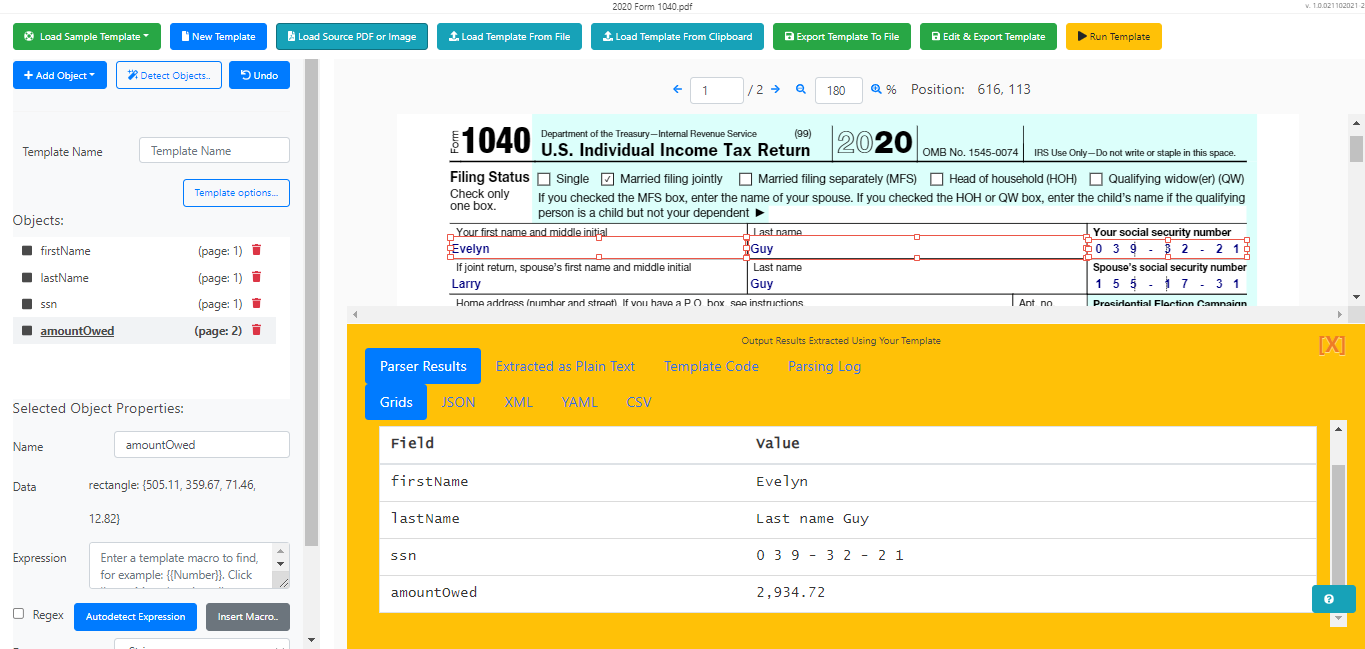 2020 Form 1040.pdf
v. 1.0.021102021-2
Load Sample Template
New Template
Load Source PDF or Image
Load Template From File
Load Template From Clipboard
Export Template To File
Edit & Export Template
Run Template
Add Object
Detect Objects..
Undo
1 / 2
180 %
Position: 616, 113
Template Name
Template Name
Template options...
Objects:
firstName (page: 1)
lastName (page: 1)
ssn (page: 1)
amountOwed (page: 2)
Selected Object Properties:
Name amountOwed
Data rectangle: {505.11, 359.67, 71.46,
12.82}
Expression Enter a template macro to find,
for example: {{Number}}. Click
Regex Autodetect Expression Insert Macro..
Form 1040 Department of the Treasury—Internal Revenue Service (99)
U.S. Individual Income Tax Return 2020 OMB No. 1545-0074 IRS Use Only—Do not write or staple in this space.
Filing Status Single Married filing jointly Married filing separately (MFS) Head of household (HOH) Qualifying widow(er) (QW)
Check only
one box.
If you checked the MFS box, enter the name of your spouse. If you checked the HOH or QW box, enter the child's name if the qualifying
person is a child but not your dependent ▶
Your first name and middle initial Last name Your social security number
Evelyn Guy 0 3 9 - 3 2 - 2 1
If joint return, spouse's first name and middle initial Last name Spouse's social security number
Larry Guy 1 5 5 - 1 7 - 3 1
Home address (number and street). If you have a P.O. box, see instructions. Apt. no. Presidential Election Campaign
Output Results Extracted Using Your Template
[X]
Parser Results Extracted as Plain Text Template Code Parsing Log
Grids JSON XML YAML CSV
Field Value
firstName Evelyn
lastName Last name Guy
ssn 0 3 9 - 3 2 - 2 1
amountOwed 2,934.72